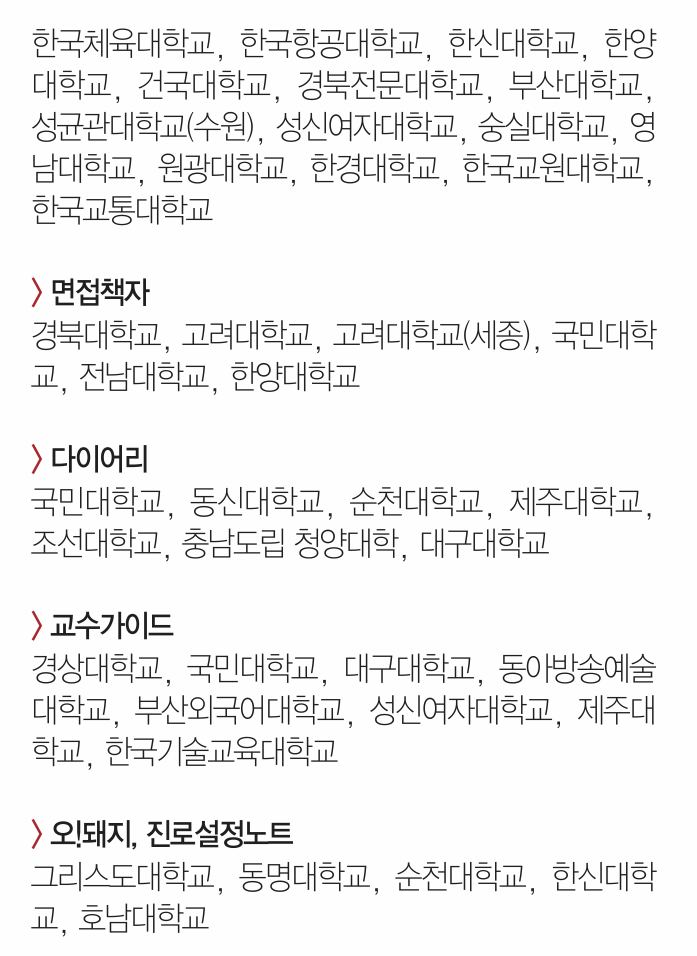 한국체육대학교, 한국항공대학교, 한신대학교, 한양
대학교, 건국대학교, 경북전문대학교, 부산대학교,
성균관대학교(수원), 성신여자대학교, 숭실대학교, 영
남대학교, 원광대학교, 한경대학교, 한국교원대학교,
한국교통대학교
〉면접책자
경북대학교, 고려대학교, 고려대학교(세종), 국민대학
교, 전남대학교, 한양대학교
〉다이어리
국민대학교, 동신대학교, 순천대학교, 제주대학교,
조선대학교, 충남도립 청양대학, 대구대학교
〉교수가이드
경상대학교, 국민대학교, 대구대학교, 동아방송예술
대학교, 부산외국어대학교, 성신여자대학교, 제주대
학교, 한국기술교육대학교
〉오!돼지, 진로설정노트
그리스도대학교, 동명대학교, 순천대학교, 한신대학
교, 호남대학교